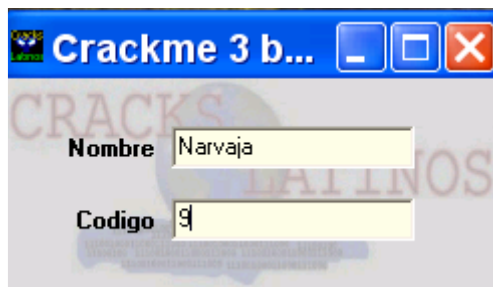 Crackme 3 b...
CRACKS
Nombre Narvaja
LATINOS
Codigo 9